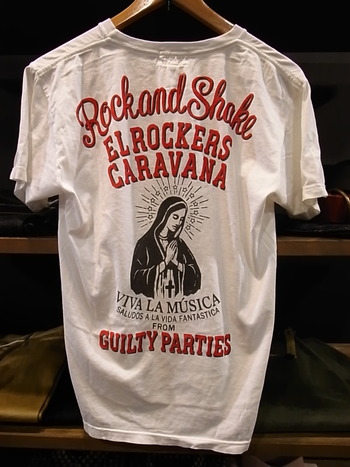 Rock and Shake
EL ROCKERS
CARAVANA
VIVA LA MÚSICA
SALUDOS A LA VIDA FANTASTICA
FROM
GUILTY PARTIES